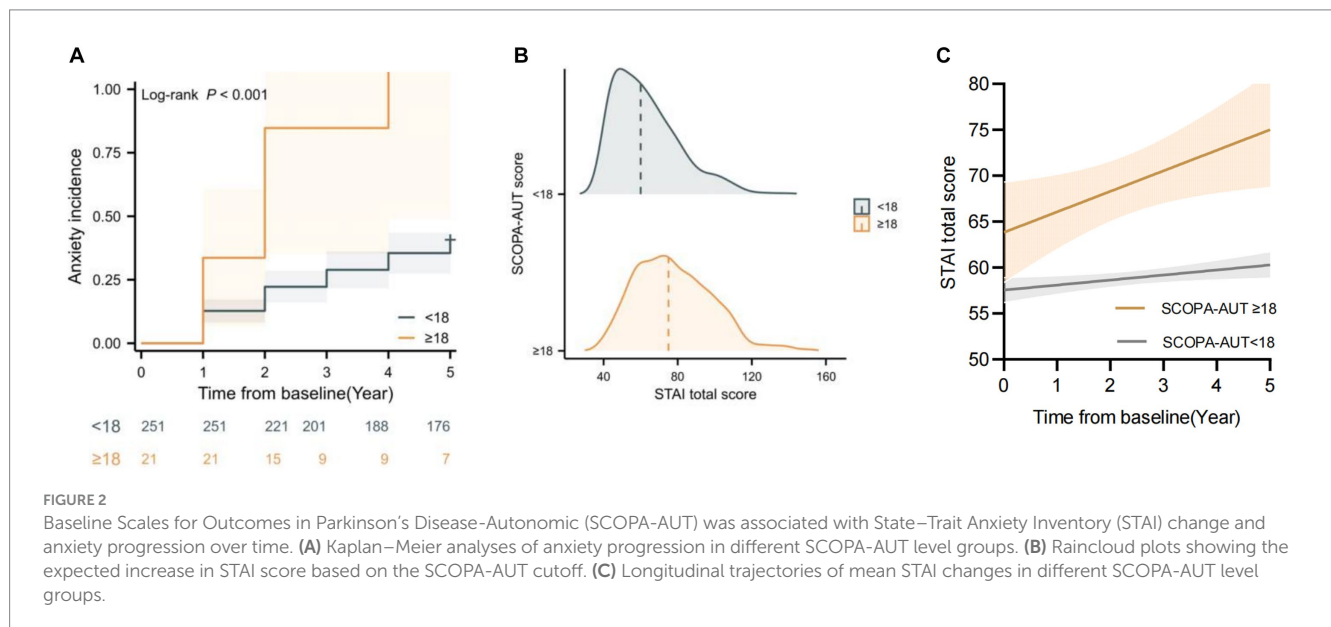 A
1.00
0.75
0.50
0.25
0.00
Anxiety incidence
Log-rank P < 0.001
<18
≥18
0 1 2 3 4 5
Time from baseline(Year)
<18 251 251 221 201 188 176
≥18 21 21 15 9 9 7
B
SCOPA-AUT score
<18
≥18
<18
≥18
40 80 120 160
STAI total score
C
80
75
70
65
60
55
50
STAI total score
SCOPA-AUT ≥18
SCOPA-AUT<18
0 1 2 3 4 5
Time from baseline(Year)
FIGURE 2
Baseline Scales for Outcomes in Parkinson's Disease-Autonomic (SCOPA-AUT) was associated with State–Trait Anxiety Inventory (STAI) change and
anxiety progression over time. (A) Kaplan–Meier analyses of anxiety progression in different SCOPA-AUT level groups. (B) Raincloud plots showing the
expected increase in STAI score based on the SCOPA-AUT cutoff. (C) Longitudinal trajectories of mean STAI changes in different SCOPA-AUT level
groups.